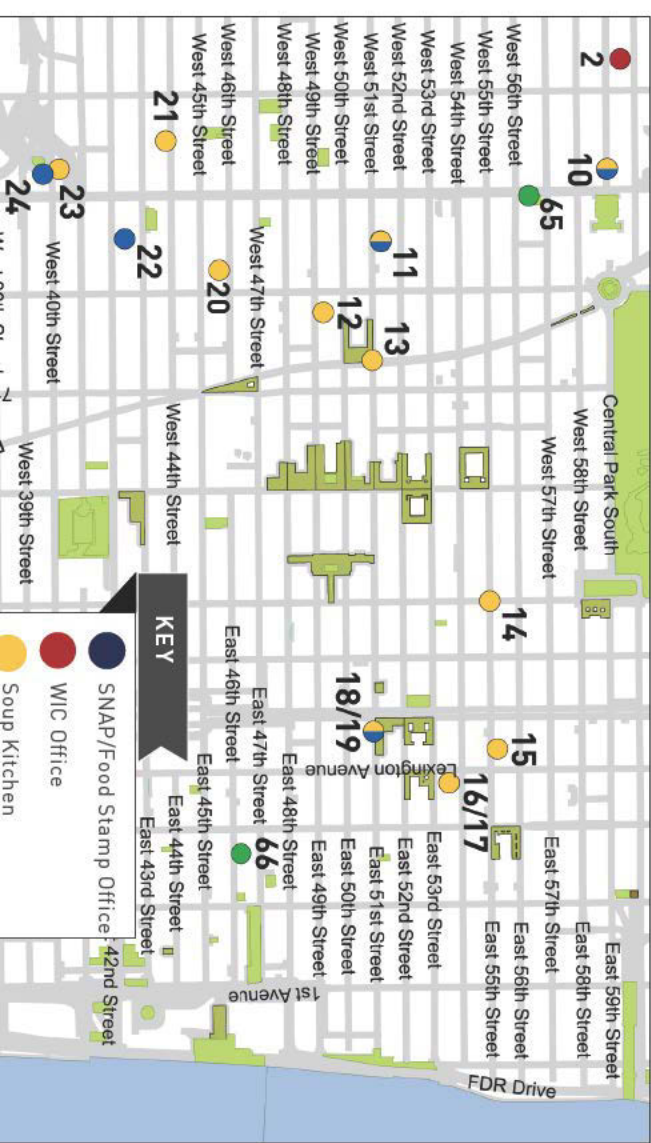 2
10
65
West 56th Street
West 55th Street
West 54th Street
West 53rd Street
West 52nd Street
West 51st Street
West 50th Street
West 49th Street
West 48th Street
West 46th Street
West 45th Street
21
23
24
22
11
12
13
20
West 47th Street
West 40th Street
Central Park South
West 58th Street
West 57th Street
West 44th Street
West 39th Street
14
15
16/17
18/19
Lexington Avenue
East 46th Street
East 47th Street
East 48th Street
66
East 45th Street
East 44th Street
East 43rd Street
42nd Street
East 49th Street
East 50th Street
East 51st Street
East 52nd Street
East 53rd Street
East 57th Street
East 55th Street
East 56th Street
East 58th Street
East 59th Street
1st Avenue
FDR Drive
KEY
SNAP/Food Stamp Office
WIC Office
Soup Kitchen